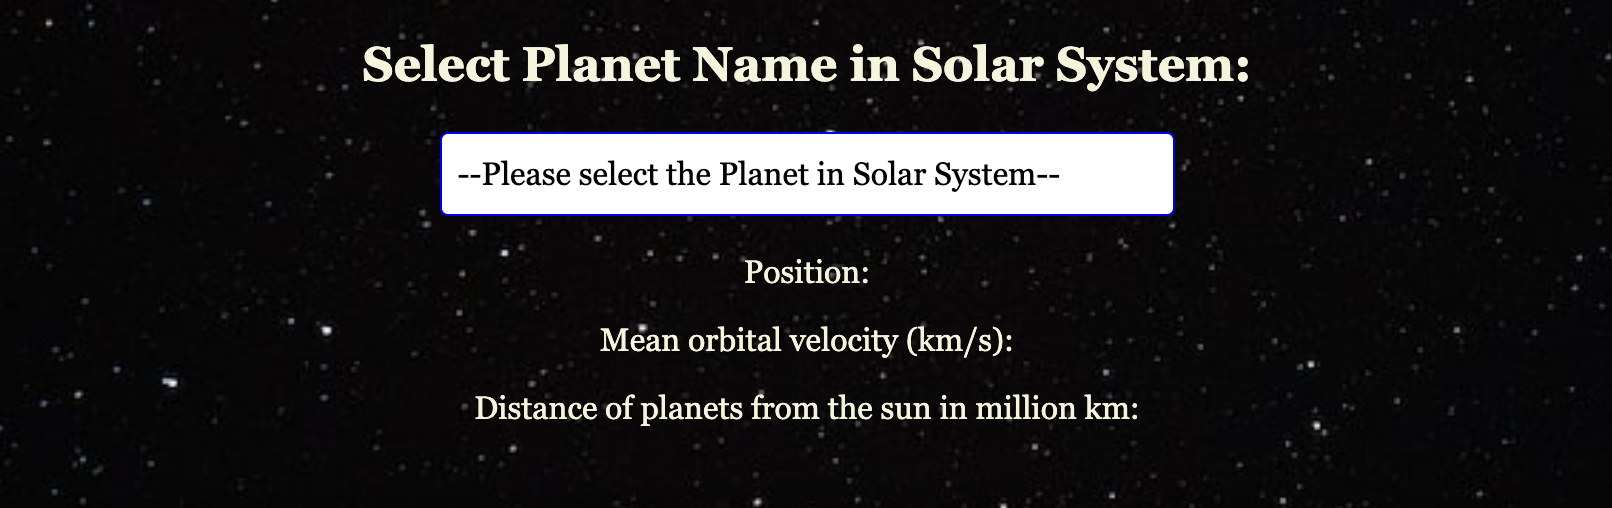 Select Planet Name in Solar System:
--Please select the Planet in Solar System--
Position:
Mean orbital velocity (km/s):
Distance of planets from the sun in million km: